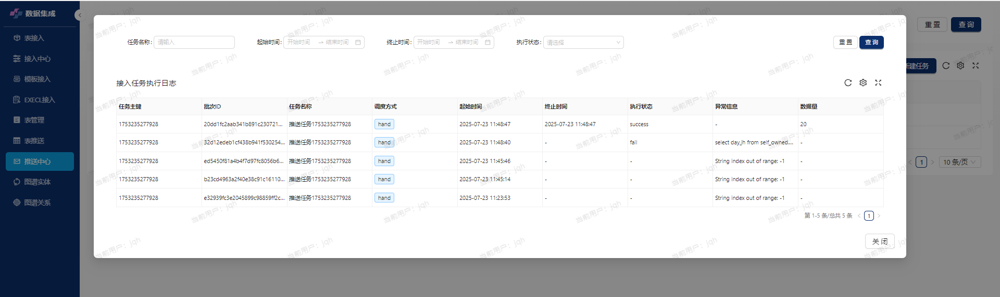 数据集成
表接入
接入中心
模板接入
EXECL接入
表管理
表推送
推送中心
图谱实体
图谱关系
重 置
查 询
建任务
1
10 条/页
任务名称:
请输入
起始时间:
开始时间
结束时间
终止时间:
开始时间
结束时间
执行状态:
请选择
重 置
查 询
接入任务执行日志
任务主键 批次ID 任务名称 调度方式 起始时间 终止时间 执行状态 异常信息 数据量
1753235277928 20dd1fc2aab341b891c230721... 推送任务1753235277928 hand 2025-07-23 11:48:47 2025-07-23 11:48:47 success - 20
1753235277928 32d12edeb1cf438b941f530254... 推送任务1753235277928 hand 2025-07-23 11:48:40 - fail select day,jh from self_owned.... -
1753235277928 ed5450f81a4b4f7d97fc8056b6... 推送任务1753235277928 hand 2025-07-23 11:45:46 - - String index out of range: -1 -
1753235277928 b23cd4963a2f40e38c91c16110... 推送任务1753235277928 hand 2025-07-23 11:45:14 - - String index out of range: -1 -
1753235277928 e32939fc3e2045899c98859ff2c... 推送任务1753235277928 hand 2025-07-23 11:23:53 - - String index out of range: -1 -
第 1-5 条/总共 5 条
1
关 闭
当前用户：jqh